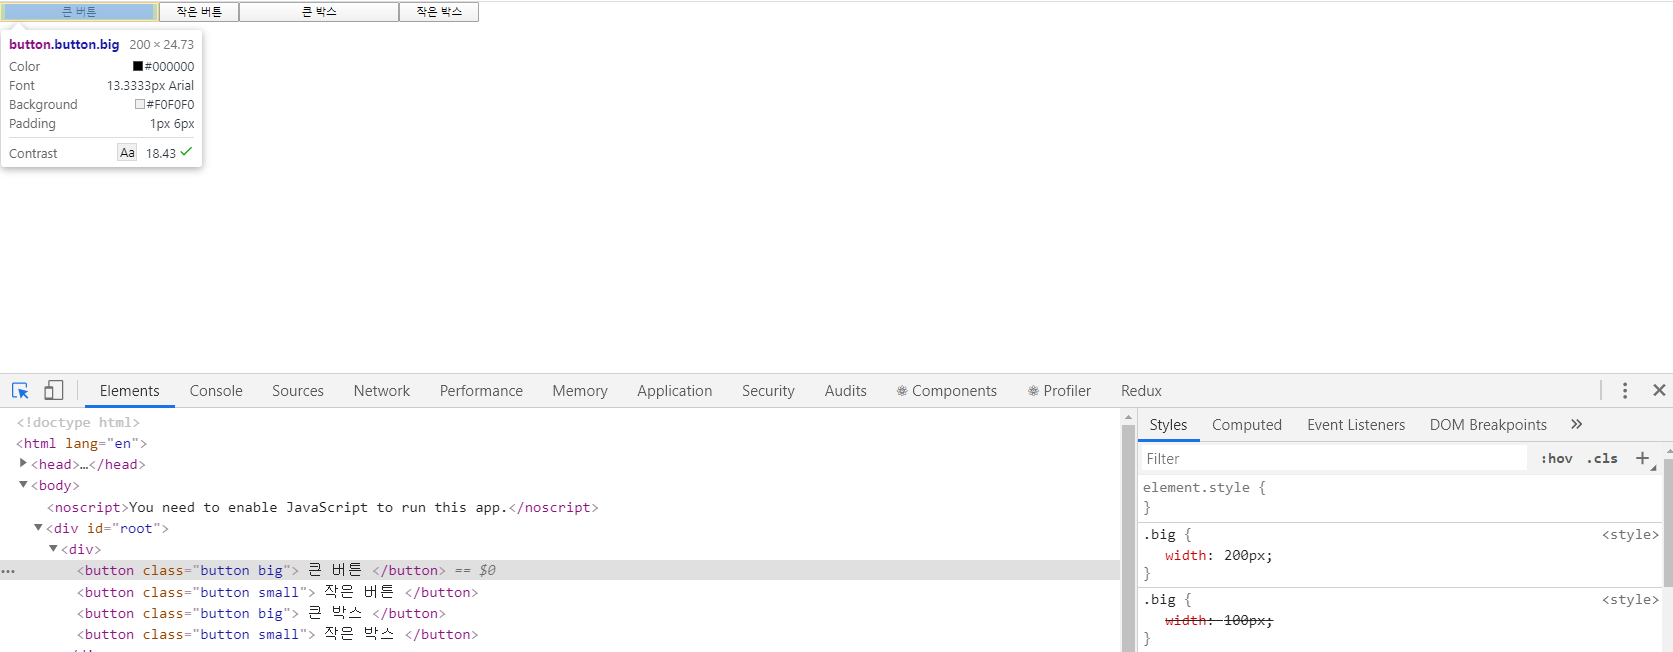 큰 버튼 작은 버튼 큰 박스 작은 박스
button.button.big 200 × 24.73
Color #000000
Font 13.3333px Arial
Background #F0F0F0
Padding 1px 6px
Contrast Aa 18.43
Elements Console Sources Network Performance Memory Application Security Audits Components Profiler Redux
<!doctype html>
<html lang="en">
<head>…</head>
<body>
<noscript>You need to enable JavaScript to run this app.</noscript>
<div id="root">
<div>
<button class="button big"> 큰 버튼 </button> == $0
<button class="button small"> 작은 버튼 </button>
<button class="button big"> 큰 박스 </button>
<button class="button small"> 작은 박스 </button>
Styles Computed Event Listeners DOM Breakpoints »
Filter :hov .cls +
element.style {
}
.big { <style>
width: 200px;
}
.big { <style>
width: 100px;
}